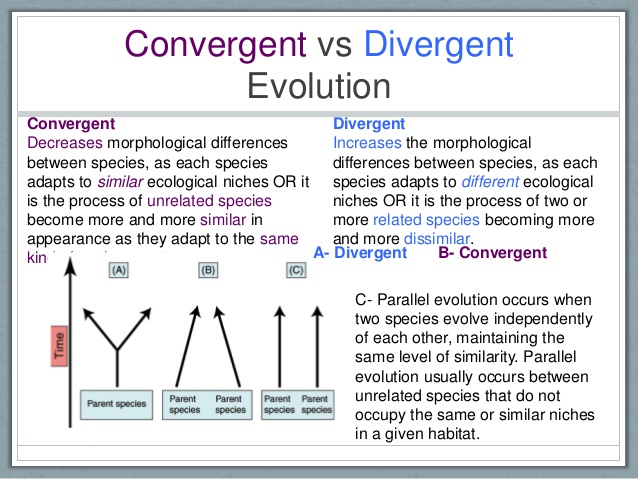 Convergent vs Divergent
Evolution
Convergent
Decreases morphological differences
between species, as each species
adapts to similar ecological niches OR it
is the process of unrelated species
become more and more similar in
appearance as they adapt to the same
Divergent
Increases the morphological
differences between species, as each
species adapts to different ecological
niches OR it is the process of two or
more related species becoming more
and more dissimilar.
A- Divergent B- Convergent
(A) (B) (C)
Time
Parent species
Parent species
Parent species
Parent species
Parent species
C- Parallel evolution occurs when
two species evolve independently
of each other, maintaining the
same level of similarity. Parallel
evolution usually occurs between
unrelated species that do not
occupy the same or similar niches
in a given habitat.